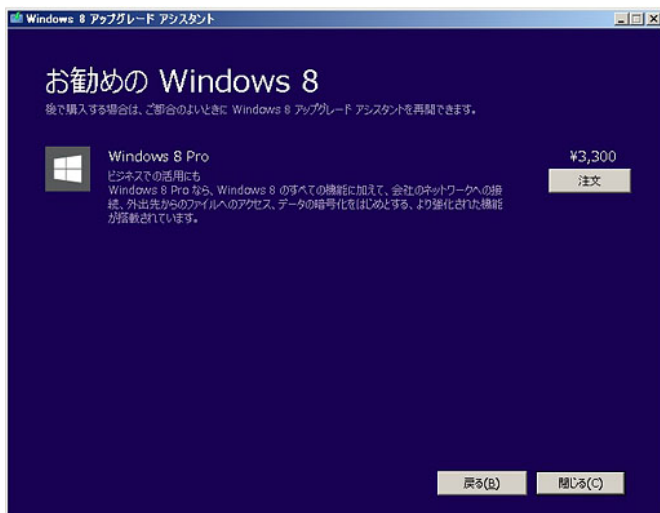 Windows 8 アップグレード アシスタント
お勧めの Windows 8
後で購入する場合は、ご都合のよいときに Windows 8 アップグレード アシスタントを再開できます。
Windows 8 Pro
¥3,300
ビジネスでの活用にも
注文
Windows 8 Pro なら、Windows 8 のすべての機能に加えて、会社のネットワークへの接
続、外出先からのファイルへのアクセス、データの暗号化をはじめとする、より強化された機能
が搭載されています。
戻る(B)
閉じる(C)